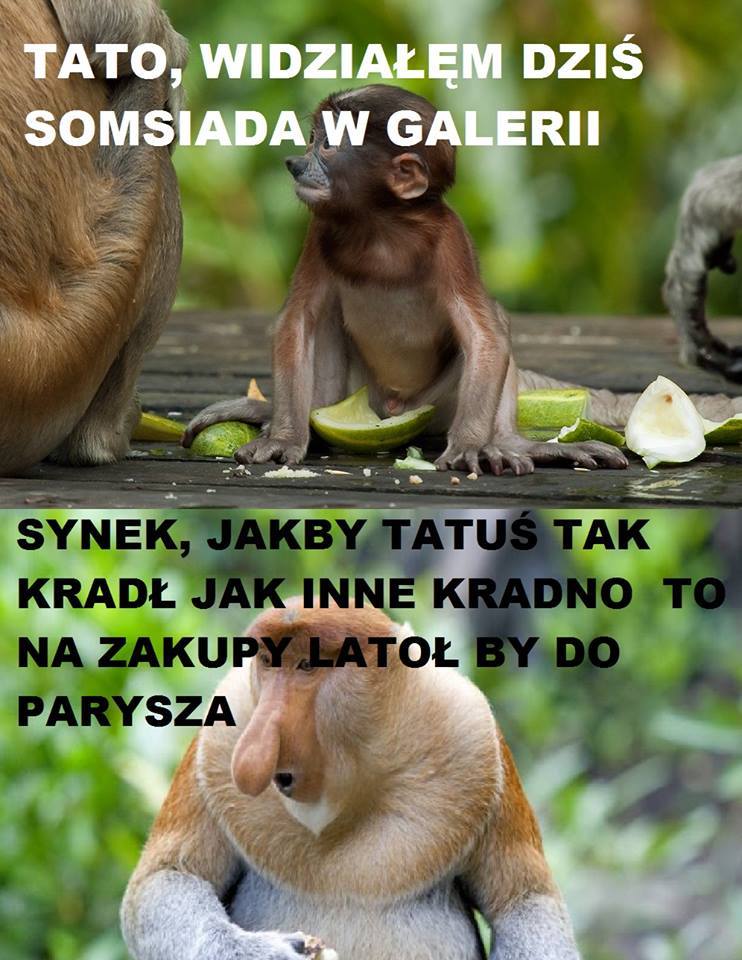 TATO, WIDZIAŁĘM DZIŚ
SOMSIADA W GALERII
SYNEK, JAKBY TATUŚ TAK
KRADŁ JAK INNE KRADNO TO
NA ZAKUPY LATOŁ BY DO
PARYSZA